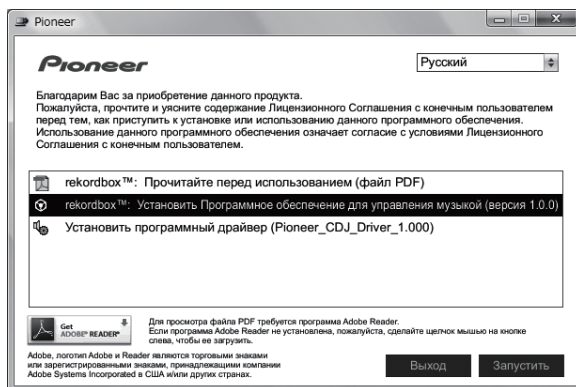 Pioneer
Pioneer
Русский
Благодарим Вас за приобретение данного продукта.
Пожалуйста, прочтите и уясните содержание Лицензионного Соглашения с конечным пользователем
перед тем, как приступить к установке или использованию данного программного обеспечения.
Использование данного программного обеспечения означает согласие с условиями Лицензионного
Соглашения с конечным пользователем.
rekordbox™: Прочитайте перед использованием (файл PDF)
rekordbox™: Установить Программное обеспечение для управления музыкой (версия 1.0.0)
Установить программный драйвер (Pioneer_CDJ_Driver_1.000)
Get
ADOBE® READER®
Для просмотра файла PDF требуется программа Adobe Reader.
Если программа Adobe Reader не установлена, пожалуйста, сделайте щелчок мышью на кнопке
слева, чтобы ее загрузить.
Adobe, логотип Adobe и Reader являются торговыми знаками
или зарегистрированными знаками, принадлежащими компании
Adobe Systems Incorporated в США и/или других странах.
Выход
Запустить